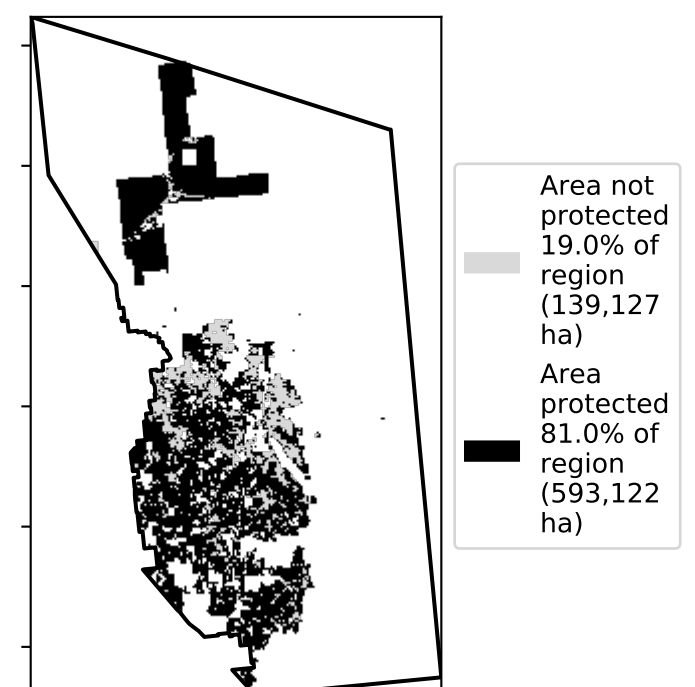 Area not
protected
19.0% of
region
(139,127
ha)
Area
protected
81.0% of
region
(593,122
ha)